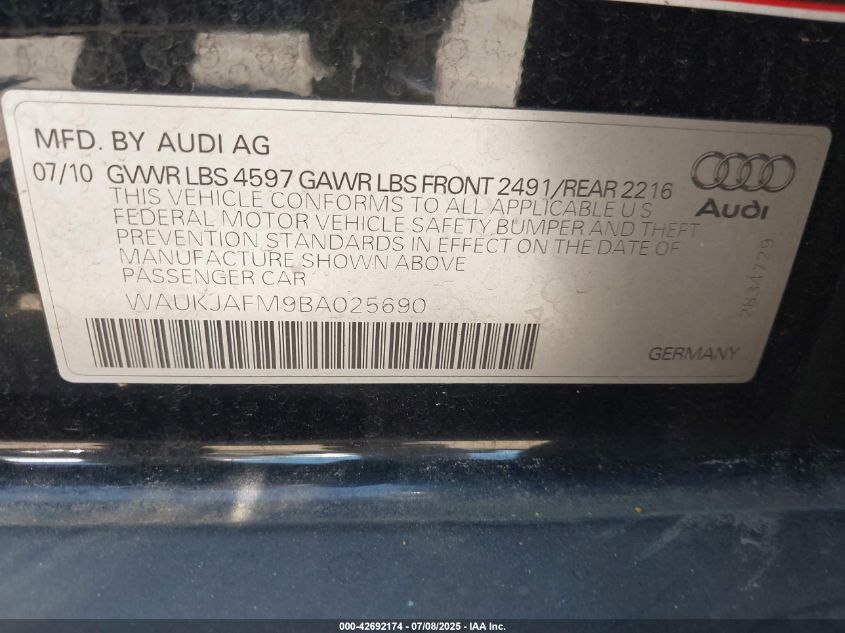 MFD. BY AUDI AG
07/10 GVWR LBS 4597 GAWR LBS FRONT 2491/REAR 2216
THIS VEHICLE CONFORMS TO ALL APPLICABLE U S
FEDERAL MOTOR VEHICLE SAFETY,BUMPER AND THEFT
PREVENTION STANDARDS IN EFFECT ON THE DATE OF
MANUFACTURE SHOWN ABOVE
PASSENGER CAR
WAUKJAFM9BA025690
Audi
2834729
GERMANY
000-42692174 - 07/08/2025 - IAA Inc.